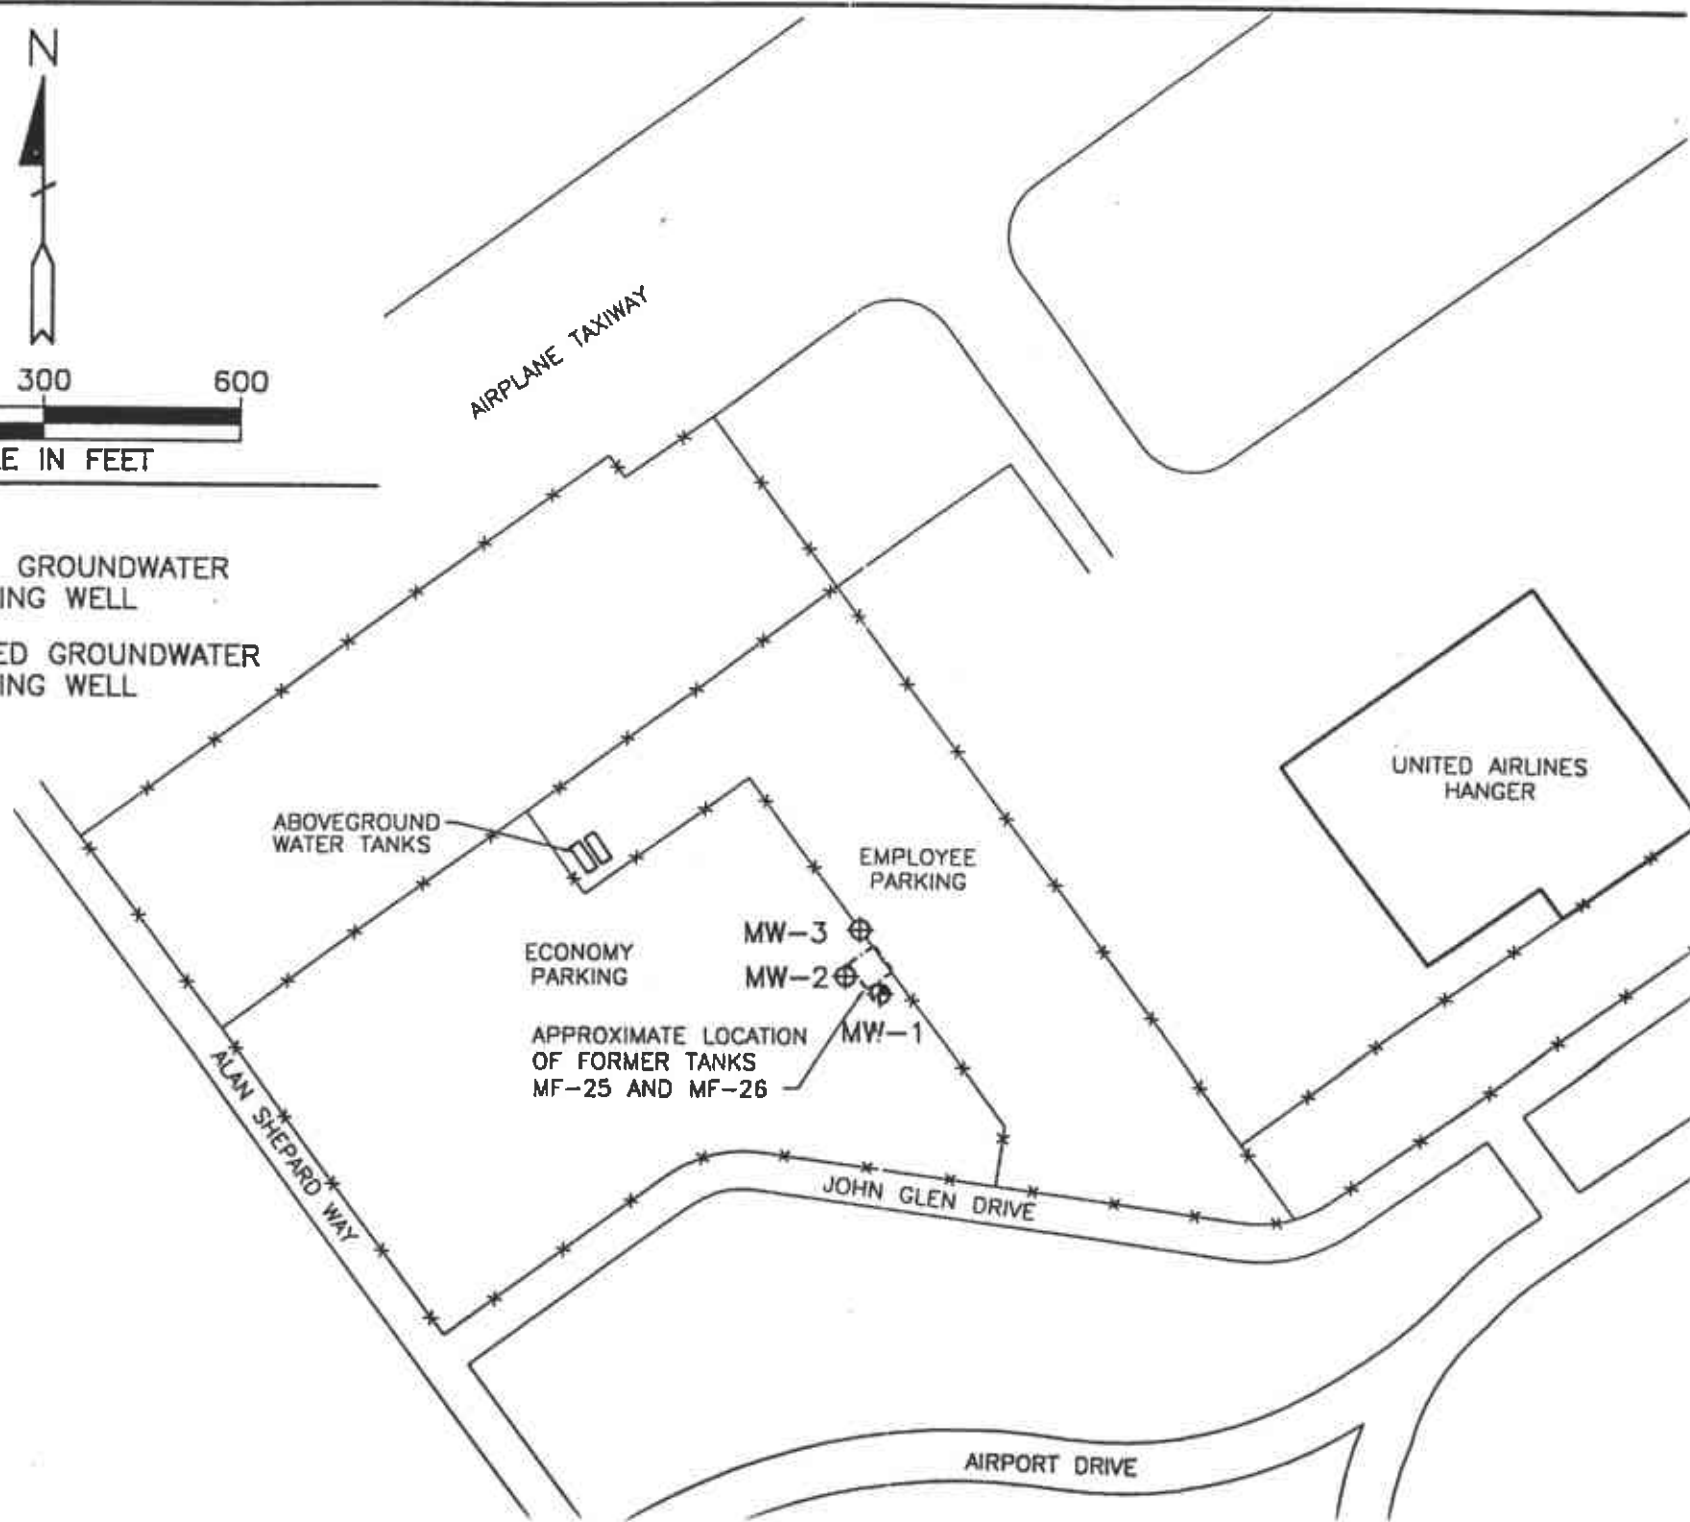 N
300 600
E IN FEET
GROUNDWATER
ING WELL
ED GROUNDWATER
ING WELL
AIRPLANE TAXIWAY
UNITED AIRLINES
HANGER
ABOVEGROUND
WATER TANKS
EMPLOYEE
PARKING
ECONOMY
PARKING
MW-3
MW-2
MW-1
APPROXIMATE LOCATION
OF FORMER TANKS
MF-25 AND MF-26
ALAN SHEPARD WAY
JOHN GLEN DRIVE
AIRPORT DRIVE